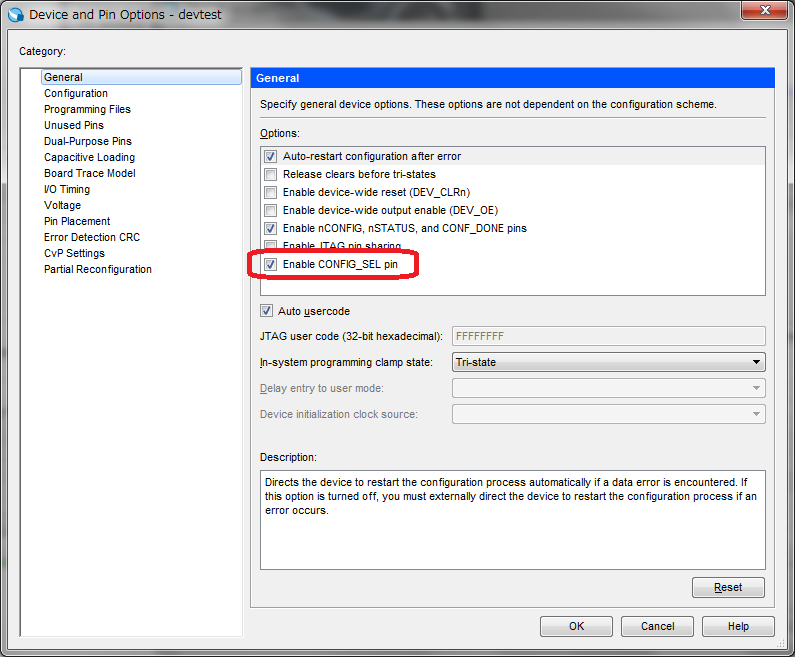 Device and Pin Options - devtest
Category:
General
Configuration
Programming Files
Unused Pins
Dual-Purpose Pins
Capacitive Loading
Board Trace Model
I/O Timing
Voltage
Pin Placement
Error Detection CRC
CvP Settings
Partial Reconfiguration
General
Specify general device options. These options are not dependent on the configuration scheme.
Options:
Auto-restart configuration after error
Release clears before tri-states
Enable device-wide reset (DEV_CLRn)
Enable device-wide output enable (DEV_OE)
Enable nCONFIG, nSTATUS, and CONF_DONE pins
Enable JTAG pin sharing
Enable CONFIG_SEL pin
Auto usercode
JTAG user code (32-bit hexadecimal): FFFFFFFF
In-system programming clamp state: Tri-state
Delay entry to user mode:
Device initialization clock source:
Description:
Directs the device to restart the configuration process automatically if a data error is encountered. If
this option is turned off, you must externally direct the device to restart the configuration process if an
error occurs.
Reset
OK Cancel Help